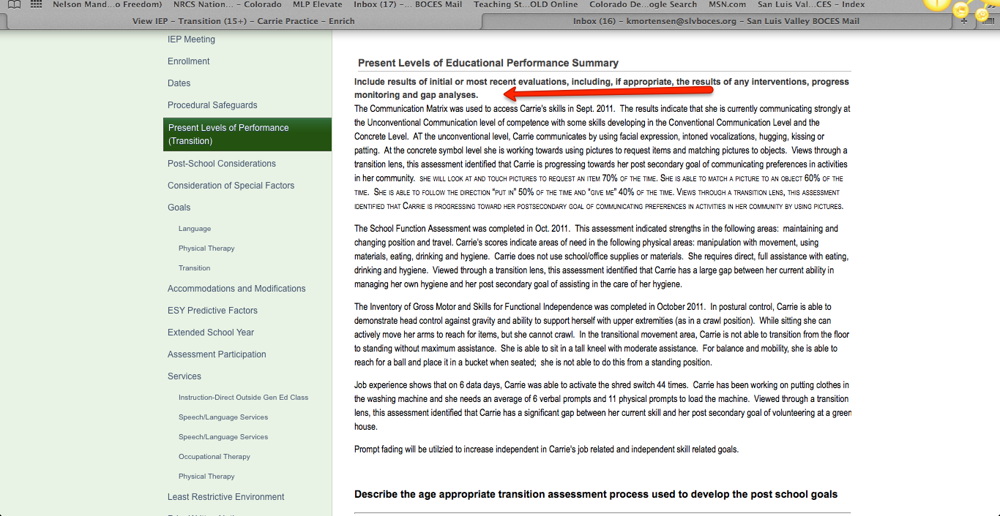 Nelson Mand...o Freedom) NRCS Nation... – Colorado MLP Elevate Inbox (17) –... BOCES Mail Teaching St...OLD Online Colorado De...ogle Search MSN.com San Luis Val...CES – Index
View IEP – Transition (15+) – Carrie Practice – Enrich
Inbox (16) – kmortensen@slvboces.org – San Luis Valley BOCES Mail
IEP Meeting
Enrollment
Dates
Procedural Safeguards
Present Levels of Performance
(Transition)
Post-School Considerations
Consideration of Special Factors
Goals
Language
Physical Therapy
Transition
Accommodations and Modifications
ESY Predictive Factors
Extended School Year
Assessment Participation
Services
Instruction-Direct Outside Gen Ed Class
Speech/Language Services
Speech/Language Services
Occupational Therapy
Physical Therapy
Least Restrictive Environment
Present Levels of Educational Performance Summary
Include results of initial or most recent evaluations, including, if appropriate, the results of any interventions, progress
monitoring and gap analyses.
The Communication Matrix was used to access Carrie's skills in Sept. 2011. The results indicate that she is currently communicating strongly at
the Unconventional Communication level of competence with some skills developing in the Conventional Communication Level and the
Concrete Level. AT the unconventional level, Carrie communicates by using facial expression, intoned vocalizations, hugging, kissing or
patting. At the concrete symbol level she is working towards using pictures to request items and matching pictures to objects. Views through a
transition lens, this assessment identified that Carrie is progressing towards her post secondary goal of communicating preferences in activities
in her community. SHE WILL LOOK AT AND TOUCH PICTURES TO REQUEST AN ITEM 70% OF THE TIME. SHE IS ABLE TO MATCH A PICTURE TO AN OBJECT 60% OF THE
TIME. SHE IS ABLE TO FOLLOW THE DIRECTION "PUT IN" 50% OF THE TIME AND "GIVE ME" 40% OF THE TIME. VIEWS THROUGH A TRANSITION LENS, THIS ASSESSMENT
IDENTIFIED THAT CARRIE IS PROGRESSING TOWARD HER POSTSECONDARY GOAL OF COMMUNICATING PREFERENCES IN ACTIVITIES IN HER COMMUNITY BY USING PICTURES.
The School Function Assessment was completed in Oct. 2011. This assessment indicated strengths in the following areas: maintaining and
changing position and travel. Carrie's scores indicate areas of need in the following physical areas: manipulation with movement, using
materials, eating, drinking and hygiene. Carrie does not use school/office supplies or materials. She requires direct, full assistance with eating,
drinking and hygiene. Viewed through a transition lens, this assessment identified that Carrie has a large gap between her current ability in
managing her own hygiene and her post secondary goal of assisting in the care of her hygiene.
The Inventory of Gross Motor and Skills for Functional Independence was completed in October 2011. In postural control, Carrie is able to
demonstrate head control against gravity and ability to support herself with upper extremities (as in a crawl position). While sitting she can
actively move her arms to reach for items, but she cannot crawl. In the transitional movement area, Carrie is not able to transition from the floor
to standing without maximum assistance. She is able to sit in a tall kneel with moderate assistance. For balance and mobility, she is able to
reach for a ball and place it in a bucket when seated; she is not able to do this from a standing position.
Job experience shows that on 6 data days, Carrie was able to activate the shred switch 44 times. Carrie has been working on putting clothes in
the washing machine and she needs an average of 6 verbal prompts and 11 physical prompts to load the machine. Viewed through a transition
lens, this assessment identified that Carrie has a significant gap between her current skill and her post secondary goal of volunteering at a green
house.
Prompt fading will be utilzied to increase independent in Carrie's job related and independent skill related goals.
Describe the age appropriate transition assessment process used to develop the post school goals